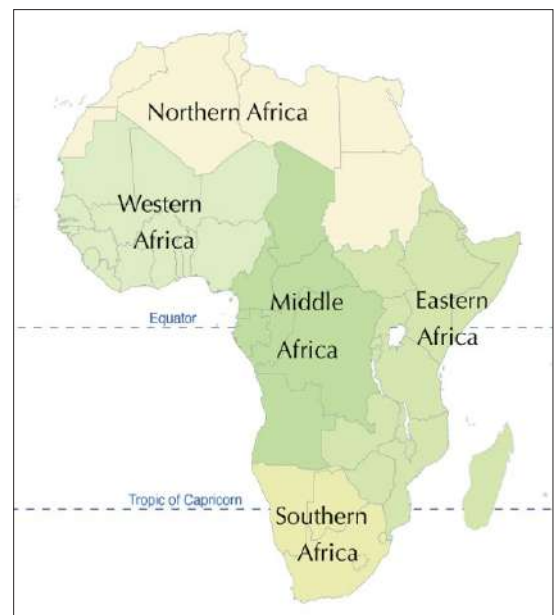 Northern Africa
Western
Africa
Middle
Africa
Eastern
Africa
Equator
Tropic of Capricorn
Southern
Africa